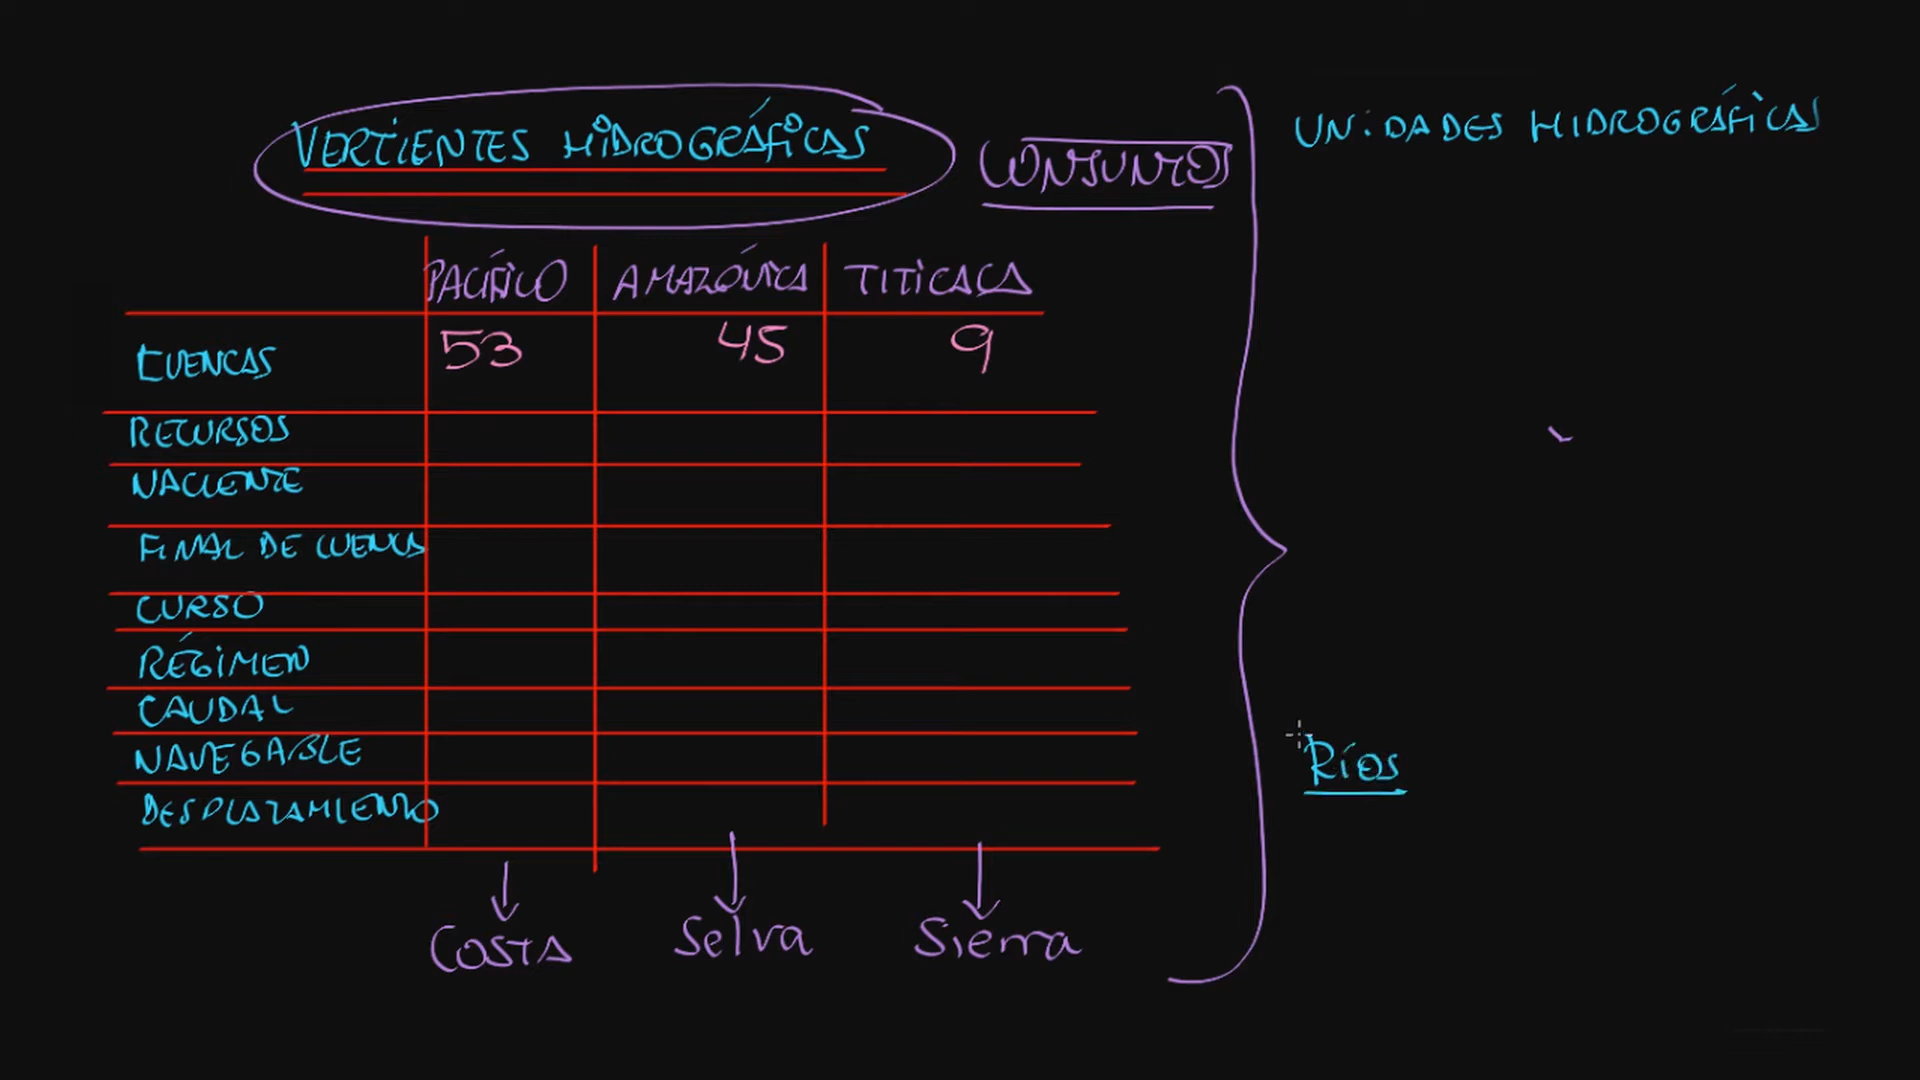 VERTIENTES HIDROGRÁFICAS
CONJUNTOS
UNIDADES HIDROGRÁFICAS
PACÍFICO AMAZÓNICA TITICACA
CUENCAS 53 45 9
RECURSOS
NACIENTE
FINAL DE CUENCA
CURSO
RÉGIMEN
CAUDAL
NAVEGABLE
DESPLAZAMIENTO
Ríos
COSTA Selva Sierra